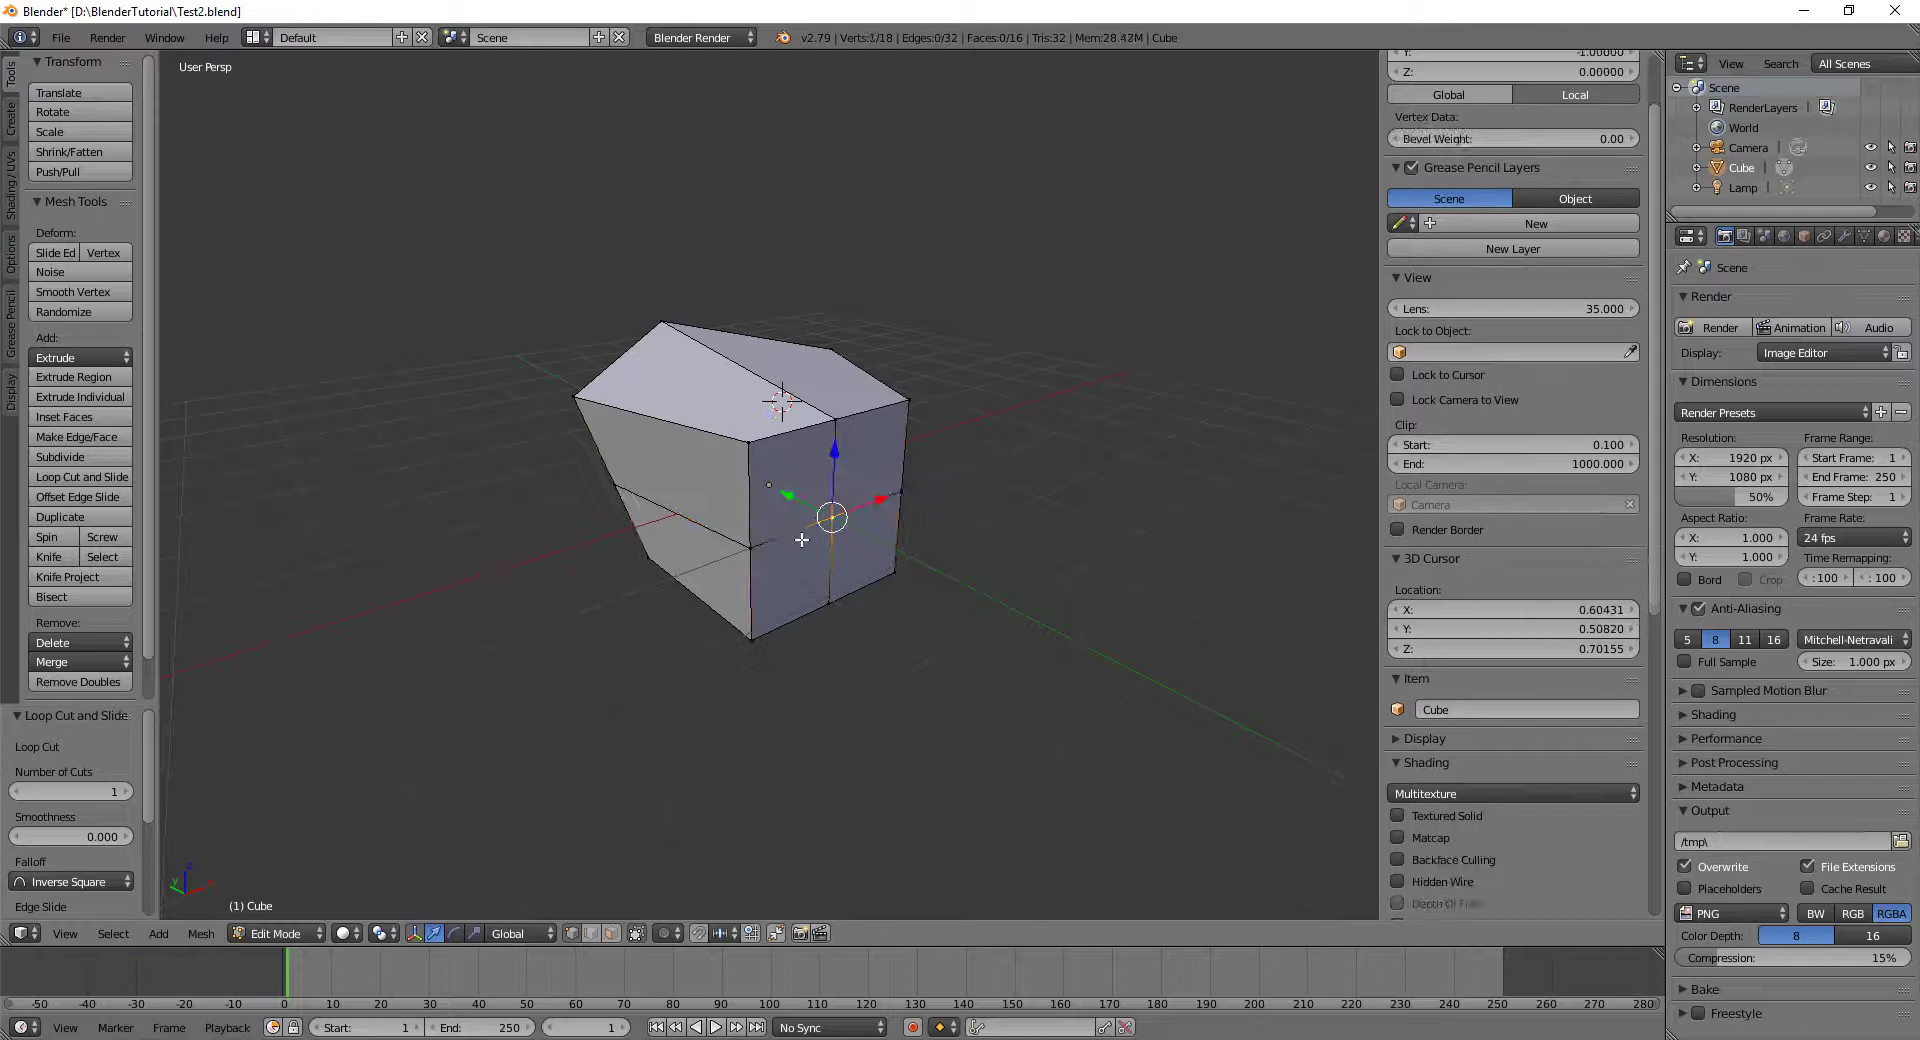 Blender* [D:\BlenderTutorial\Test2.blend]
File Render Window Help Default Scene Blender Render v2.79 | Verts:1/18 | Edges:0/32 | Faces:0/16 | Tris:32 | Mem:28.42M | Cube
Tools
Create
Shading / UVs
Options
Grease Pencil
Display
Transform
Translate
Rotate
Scale
Shrink/Fatten
Push/Pull
Mesh Tools
Deform:
Slide Ed Vertex
Noise
Smooth Vertex
Randomize
Add:
Extrude
Extrude Region
Extrude Individual
Inset Faces
Make Edge/Face
Subdivide
Loop Cut and Slide
Offset Edge Slide
Duplicate
Spin Screw
Knife Select
Knife Project
Bisect
Remove:
Delete
Merge
Remove Doubles
Loop Cut and Slide
Loop Cut
Number of Cuts
1
Smoothness
0.000
Falloff
Inverse Square
Edge Slide
User Persp
(1) Cube
Y: -1.00000
Z: 0.00000
Global Local
Vertex Data:
Bevel Weight: 0.00
Grease Pencil Layers
Scene Object
New
New Layer
View
Lens: 35.000
Lock to Object:
Lock to Cursor
Lock Camera to View
Clip:
Start: 0.100
End: 1000.000
Local Camera:
Camera
Render Border
3D Cursor
Location:
X: 0.60431
Y: 0.50820
Z: 0.70155
Item
Cube
Display
Shading
Multitexture
Textured Solid
Matcap
Backface Culling
Hidden Wire
View Search All Scenes
Scene
RenderLayers
World
Camera
Cube
Lamp
Scene
Render
Render Animation Audio
Display: Image Editor
Dimensions
Render Presets
Resolution: Frame Range:
X: 1920 px Start Frame: 1
Y: 1080 px End Frame: 250
50% Frame Step: 1
Aspect Ratio: Frame Rate:
X: 1.000 24 fps
Y: 1.000 Time Remapping:
Bord Crop : 100 : 100
Anti-Aliasing
5 8 11 16 Mitchell-Netravali
Full Sample Size: 1.000 px
Sampled Motion Blur
Shading
Performance
Post Processing
Metadata
Output
/tmp\
Overwrite File Extensions
Placeholders Cache Result
PNG BW RGB RGBA
Color Depth: 8 16
Compression: 15%
Bake
Freestyle
View Select Add Mesh Edit Mode Global
-50 -40 -30 -20 -10 0 10 20 30 40 50 60 70 80 90 100 110 120 130 140 150 160 170 180 190 200 210 220 230 240 250 260 270 280
View Marker Frame Playback Start: 1 End: 250 1 No Sync